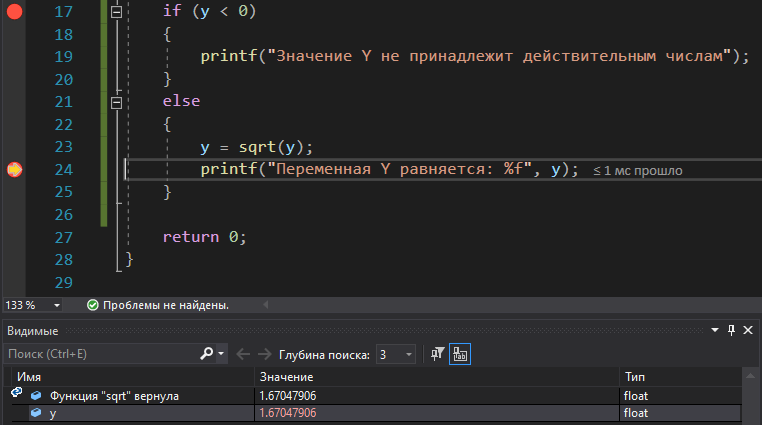 17 if (y < 0)
18 {
19 printf("Значение Y не принадлежит действительным числам");
20 }
21 else
22 {
23 y = sqrt(y);
24 printf("Переменная Y равняется: %f", y); ≤ 1 мс прошло
25 }
26
27 return 0;
28 }
29
133 % Проблемы не найдены.
Видимые
Поиск (Ctrl+E) Глубина поиска: 3
Имя Значение Тип
Функция "sqrt" вернула 1.67047906 float
y 1.67047906 float